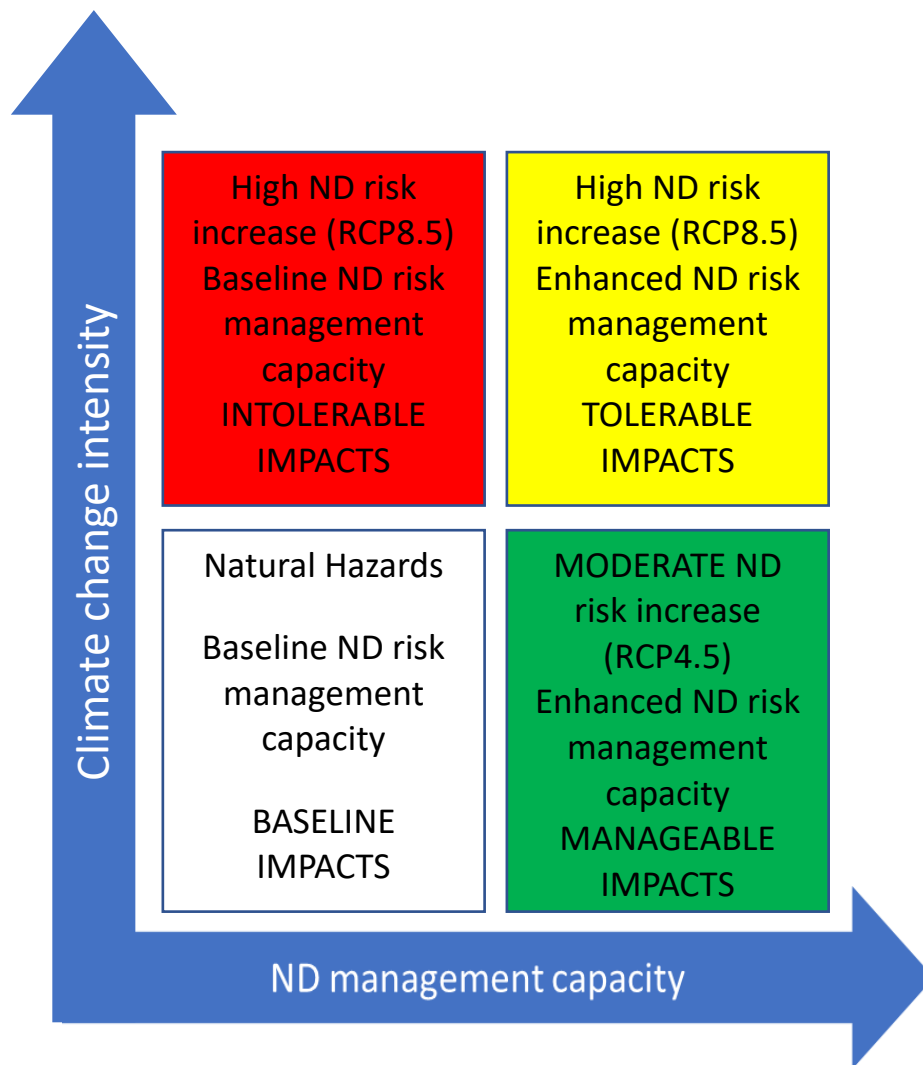 Climate change intensity
High ND risk
increase (RCP8.5)
Baseline ND risk
management
capacity
INTOLERABLE
IMPACTS
High ND risk
increase (RCP8.5)
Enhanced ND risk
management
capacity
TOLERABLE
IMPACTS
Natural Hazards
Baseline ND risk
management
capacity
BASELINE
IMPACTS
MODERATE ND
risk increase
(RCP4.5)
Enhanced ND risk
management
capacity
MANAGEABLE
IMPACTS
ND management capacity